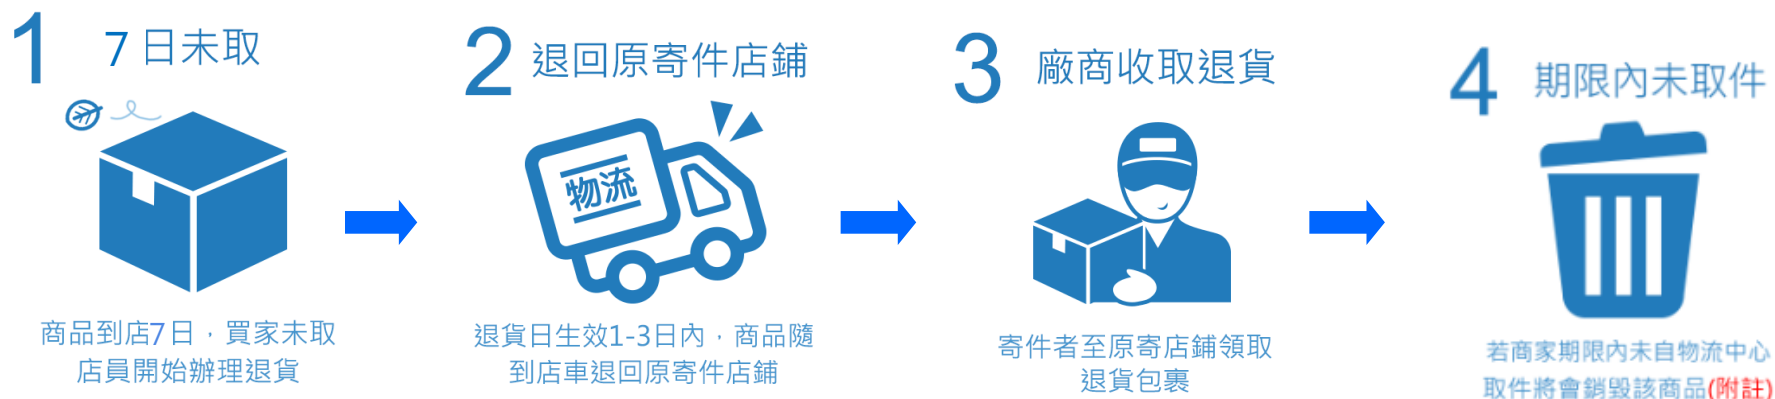 1
7日未取
商品到店7日，買家未取
店員開始辦理退貨
2
退回原寄件店鋪
物流
退貨日生效1-3日內，商品隨
到店車退回原寄件店鋪
3
廠商收取退貨
寄件者至原寄店鋪領取
退貨包裹
4
期限內未取件
若商家期限內未自物流中心
取件將會銷毀該商品(附註)